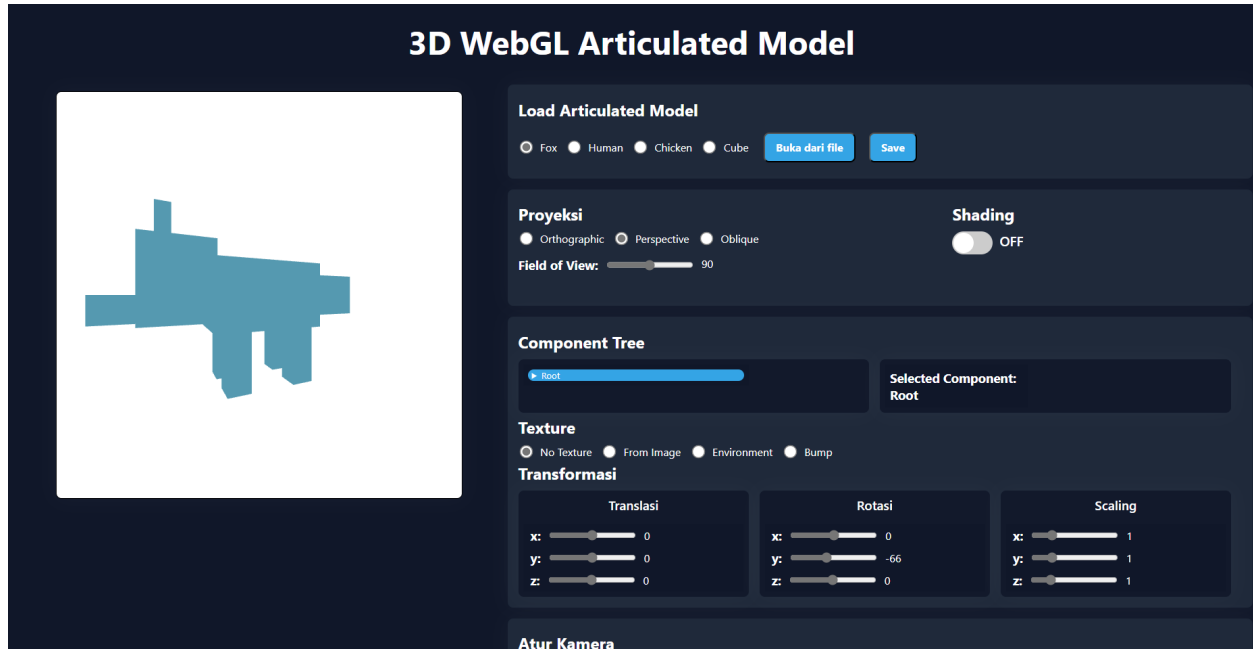 3D WebGL Articulated Model
Load Articulated Model
Fox Human Chicken Cube Buka dari file Save
Proyeksi
Orthographic Perspective Oblique
Field of View: 90
Shading
OFF
Component Tree
► Root
Selected Component:
Root
Texture
No Texture From Image Environment Bump
Transformasi
Translasi
x: 0
y: 0
z: 0
Rotasi
x: 0
y: -66
z: 0
Scaling
x: 1
y: 1
z: 1
Atur Kamera